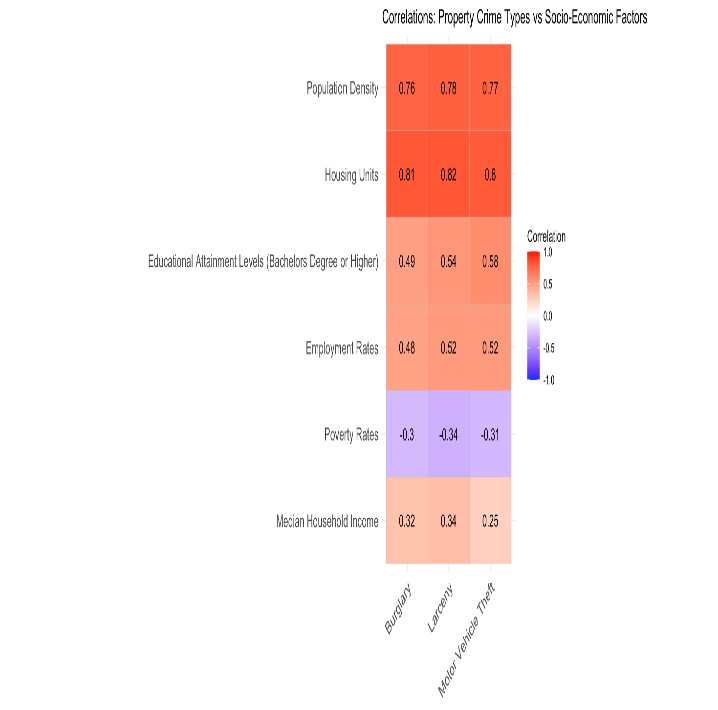 Correlations: Property Crime Types vs Socio-Economic Factors
Population Density 0.76 0.78 0.77
Housing Units 0.81 0.82 0.8
Educational Attainment Levels (Bachelors Degree or Higher) 0.49 0.54 0.58
Employment Rates 0.48 0.52 0.52
Poverty Rates -0.3 -0.34 -0.31
Median Household Income 0.32 0.34 0.25
Burglary
Larceny
Motor Vehicle Theft
Correlation
1.0
0.5
0.0
-0.5
-1.0